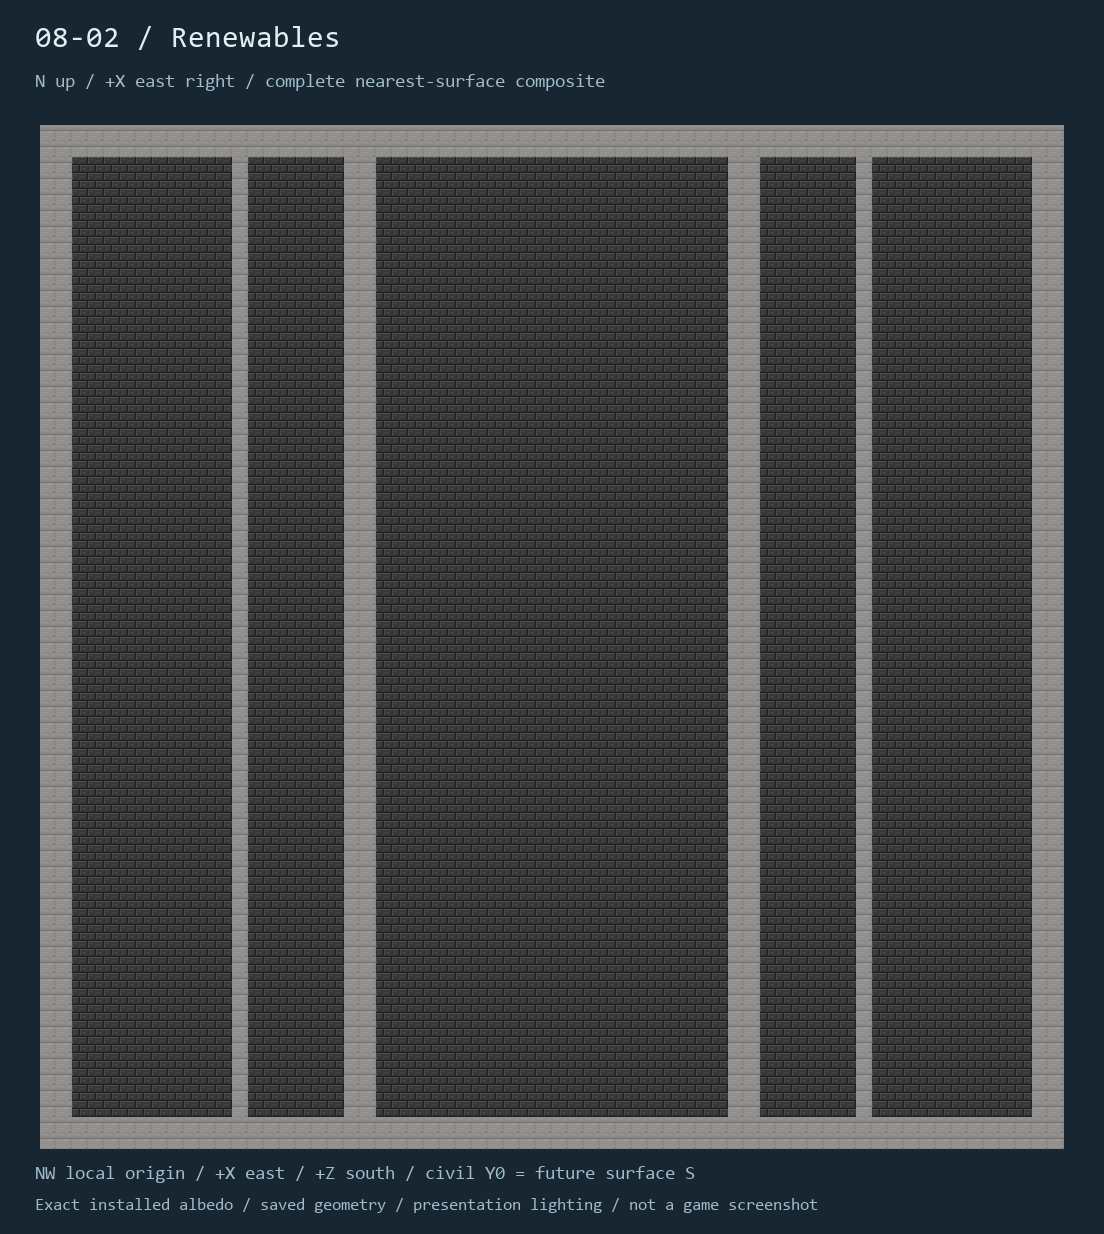 08-02 / Renewables
N up / +X east right / complete nearest-surface composite
NW local origin / +X east / +Z south / civil Y0 = future surface S
Exact installed albedo / saved geometry / presentation lighting / not a game screenshot